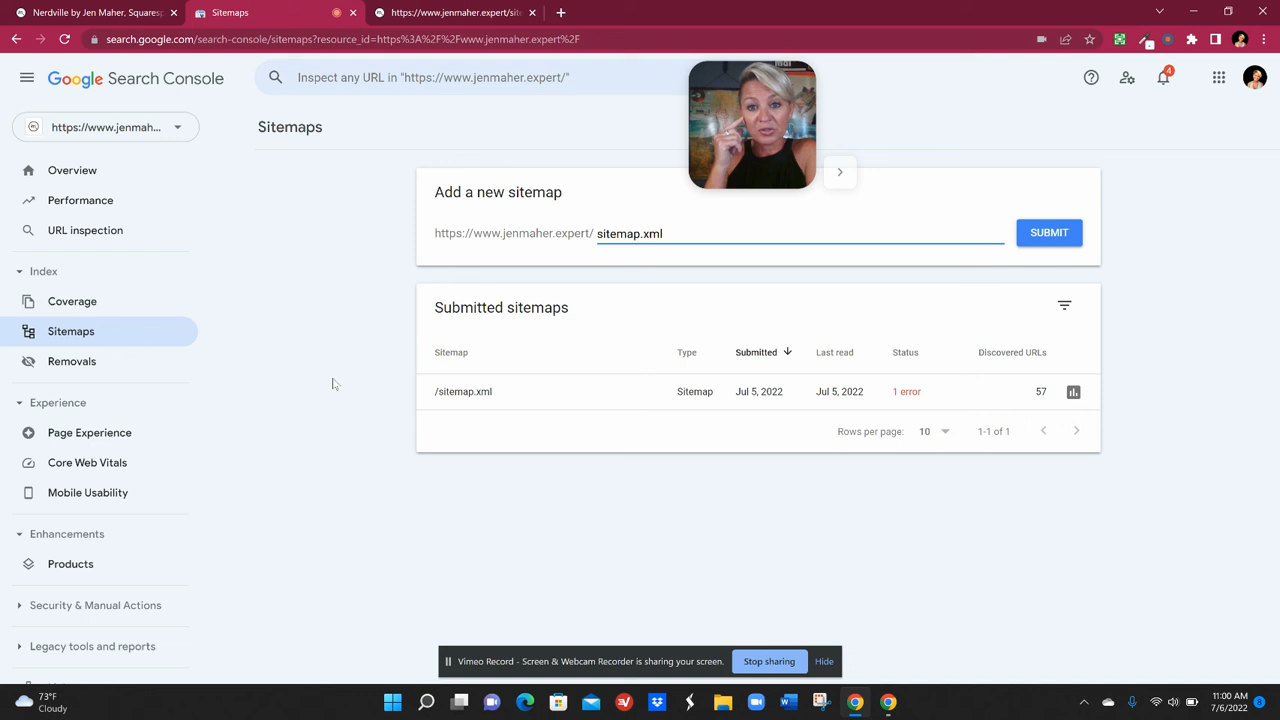 Nerdville by Jen Maher, Squaresp
Sitemaps
https://www.jenmaher.expert/sit
search.google.com/search-console/sitemaps?resource_id=https%3A%2F%2Fwww.jenmaher.expert%2F
Google Search Console
Inspect any URL in "https://www.jenmaher.expert/"
4
https://www.jenmah...
Sitemaps
Overview
Performance
URL inspection
Index
Coverage
Sitemaps
Removals
Experience
Page Experience
Core Web Vitals
Mobile Usability
Enhancements
Products
Security & Manual Actions
Legacy tools and reports
Add a new sitemap
https://www.jenmaher.expert/ sitemap.xml
SUBMIT
Submitted sitemaps
Sitemap Type Submitted Last read Status Discovered URLs
/sitemap.xml Sitemap Jul 5, 2022 Jul 5, 2022 1 error 57
Rows per page: 10 1-1 of 1
Vimeo Record - Screen & Webcam Recorder is sharing your screen. Stop sharing Hide
73°F
Cloudy
11:00 AM
7/6/2022